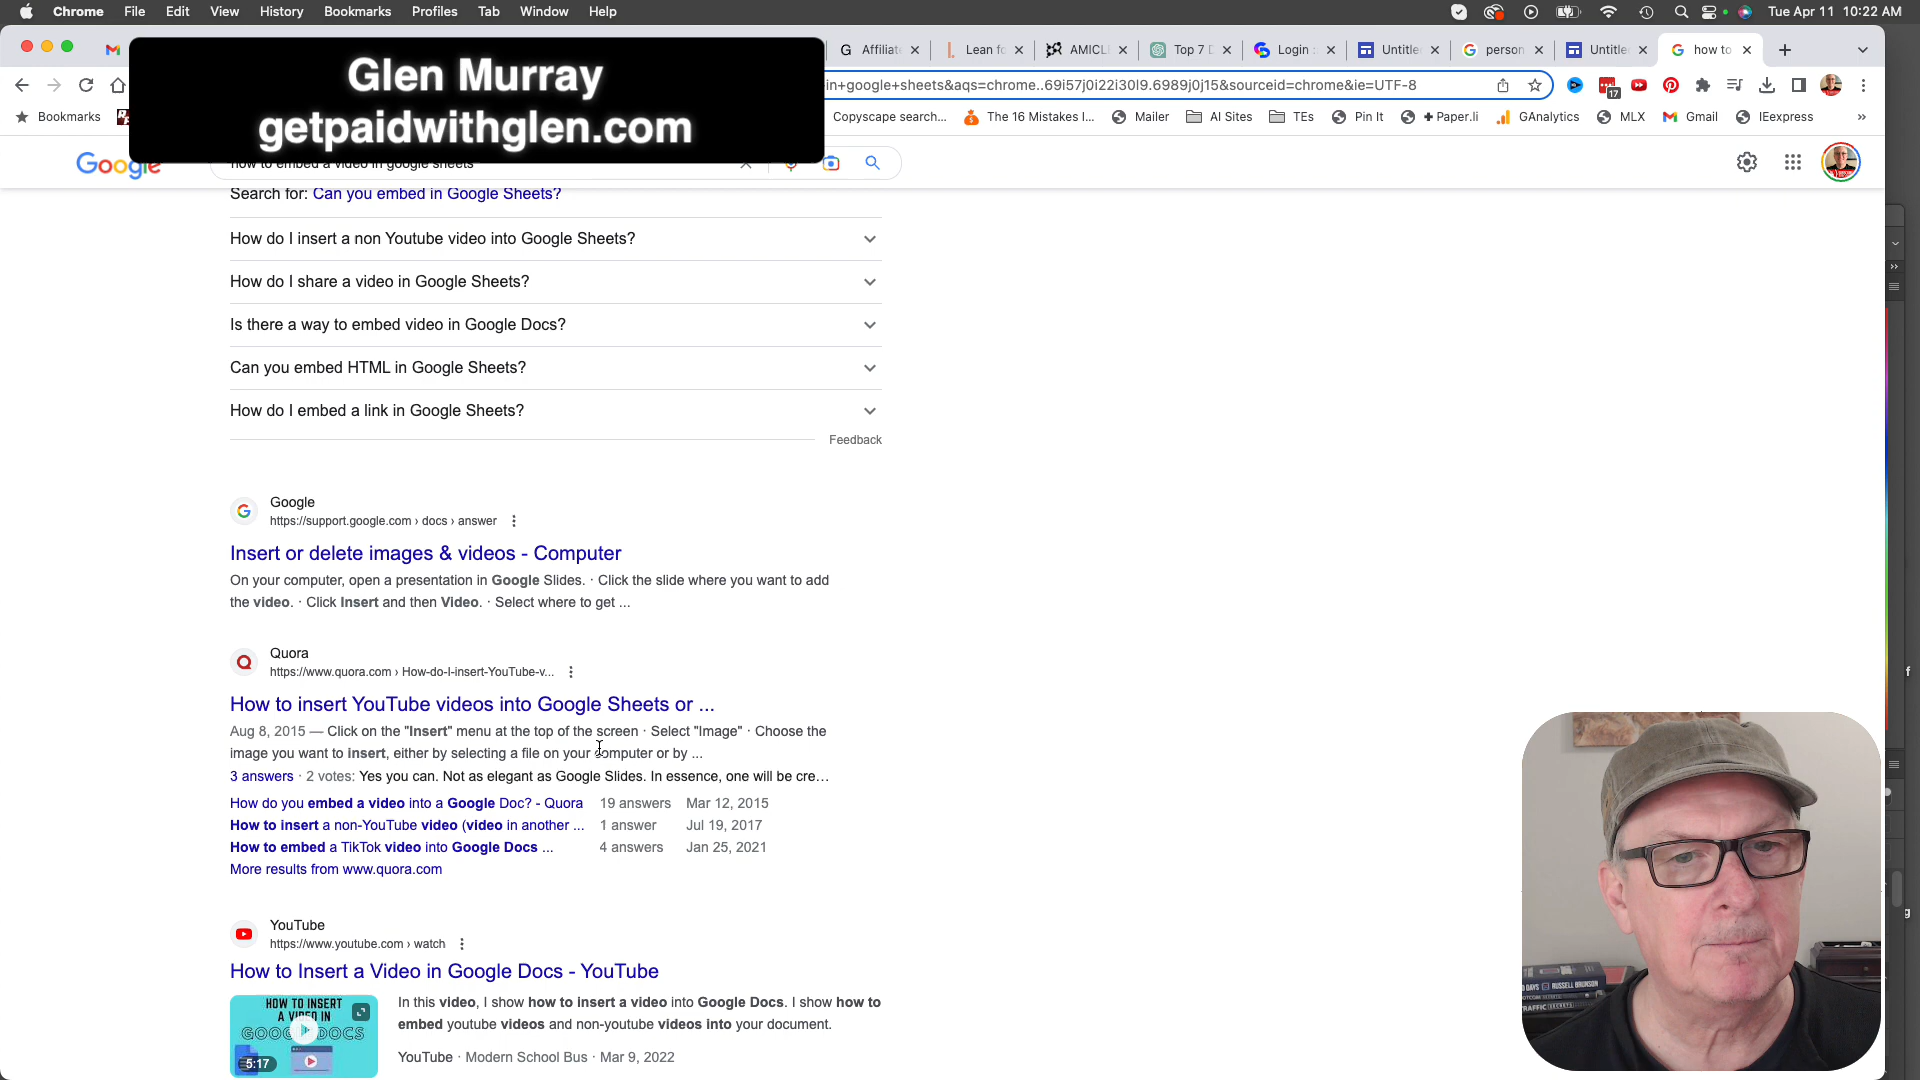 Chrome File Edit View History Bookmarks Profiles Tab Window Help
Tue Apr 11 10:22 AM
Glen Murray
getpaidwithglen.com
G Affiliat
Lean fo
AMICLI
Top 7
Login
Untitle
person
Untitle
how to
in+google+sheets&aqs=chrome..69i57j0i22i30l9.6989j0j15&sourceid=chrome&ie=UTF-8
17
Bookmarks
Copyscape search...
The 16 Mistakes I...
Mailer
AI Sites
TEs
Pin It
+Paper.li
GAnalytics
MLX
Gmail
IEexpress
Google
how to embed a video in google sheets
Search for: Can you embed in Google Sheets?
How do I insert a non Youtube video into Google Sheets?
How do I share a video in Google Sheets?
Is there a way to embed video in Google Docs?
Can you embed HTML in Google Sheets?
How do I embed a link in Google Sheets?
Feedback
Google
https://support.google.com › docs › answer
Insert or delete images & videos - Computer
On your computer, open a presentation in Google Slides. · Click the slide where you want to add
the video. · Click Insert and then Video. · Select where to get ...
Quora
https://www.quora.com › How-do-I-insert-YouTube-v...
How to insert YouTube videos into Google Sheets or ...
Aug 8, 2015 — Click on the "Insert" menu at the top of the screen · Select "Image" · Choose the
image you want to insert, either by selecting a file on your computer or by ...
3 answers · 2 votes: Yes you can. Not as elegant as Google Slides. In essence, one will be cre...
How do you embed a video into a Google Doc? - Quora 19 answers Mar 12, 2015
How to insert a non-YouTube video (video in another ... 1 answer Jul 19, 2017
How to embed a TikTok video into Google Docs ... 4 answers Jan 25, 2021
More results from www.quora.com
YouTube
https://www.youtube.com › watch
How to Insert a Video in Google Docs - YouTube
HOW TO INSERT
A VIDEO IN
GOOGLE DOCS
5:17
In this video, I show how to insert a video into Google Docs. I show how to
embed youtube videos and non-youtube videos into your document.
YouTube · Modern School Bus · Mar 9, 2022
RUSSELL BRUNSON